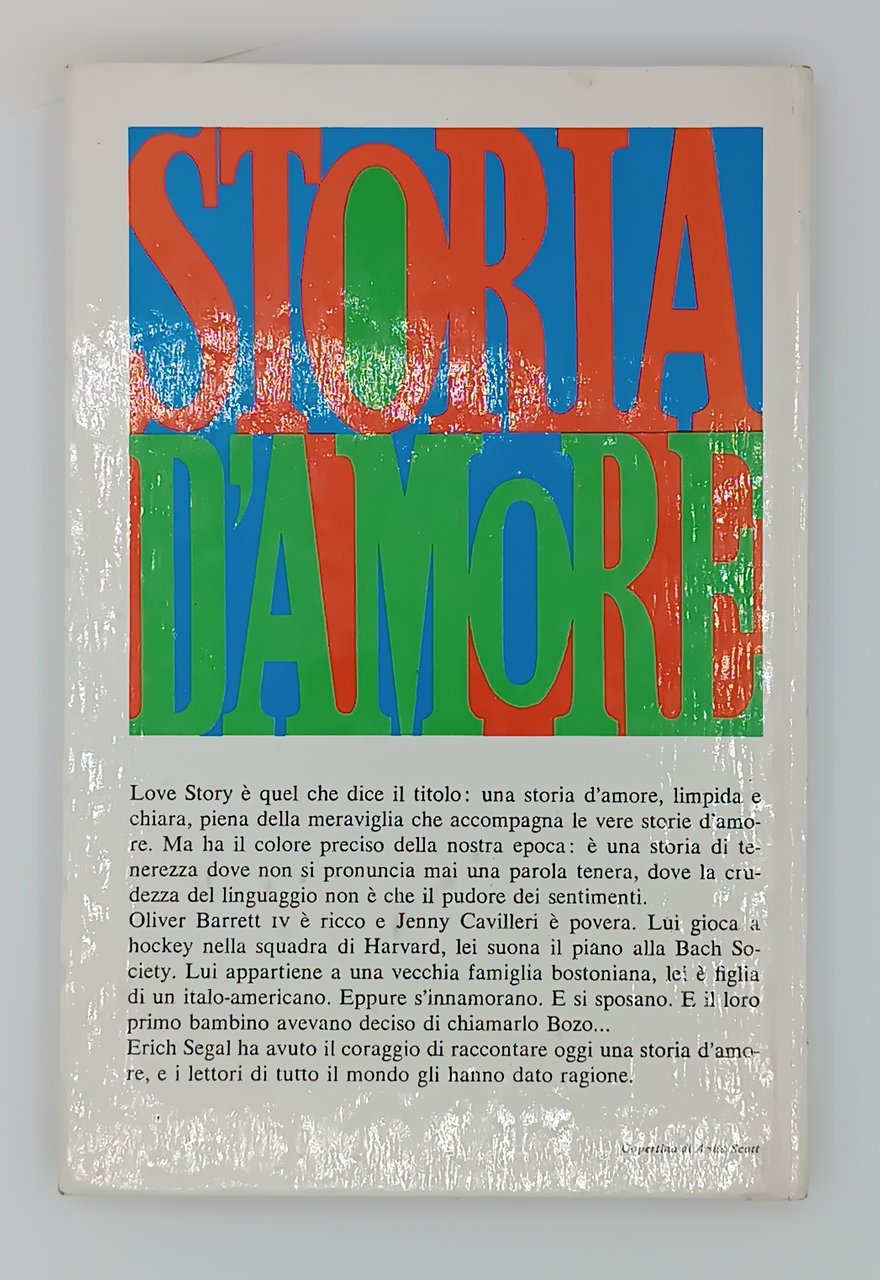 STORIA
D'AMORE
Love Story è quel che dice il titolo: una storia d'amore, limpida e
chiara, piena della meraviglia che accompagna le vere storie d'amo-
re. Ma ha il colore preciso della nostra epoca: è una storia di te-
nerezza dove non si pronuncia mai una parola tenera, dove la cru-
dezza del linguaggio non è che il pudore dei sentimenti.
Oliver Barrett IV è ricco e Jenny Cavilleri è povera. Lui gioca a
hockey nella squadra di Harvard, lei suona il piano alla Bach So-
ciety. Lui appartiene a una vecchia famiglia bostoniana, lei è figlia
di un italo-americano. Eppure s'innamorano. E si sposano. E il loro
primo bambino avevano deciso di chiamarlo Bozo...
Erich Segal ha avuto il coraggio di raccontare oggi una storia d'amo-
re, e i lettori di tutto il mondo gli hanno dato ragione.
Copertina di Scott